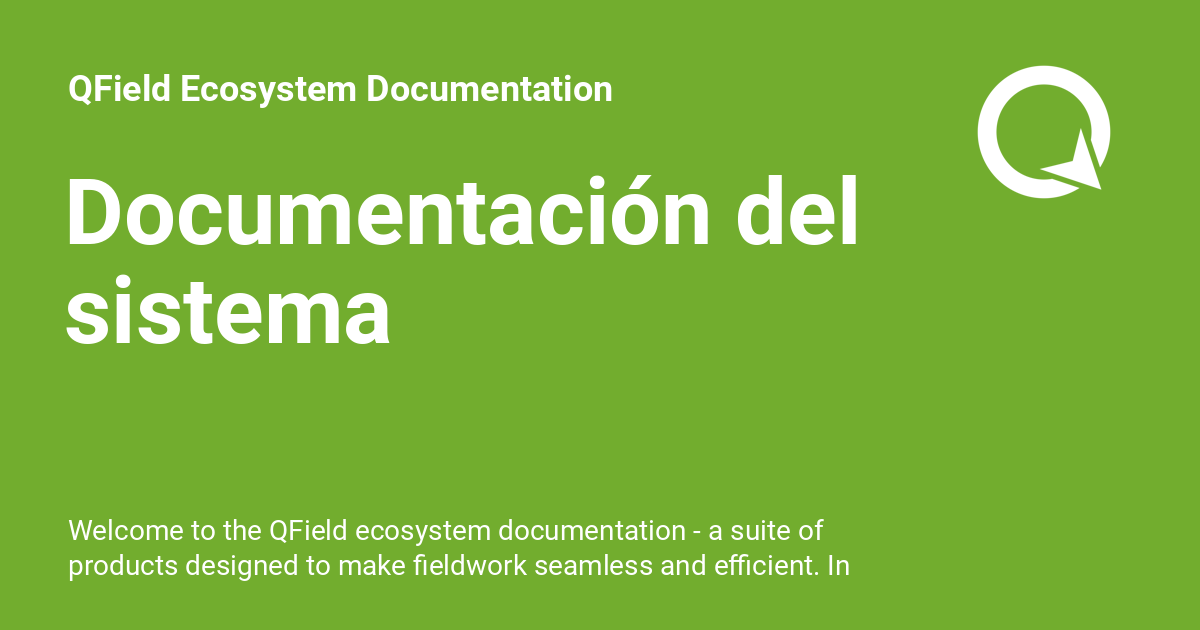 QField Ecosystem Documentation
Documentación del
sistema
Welcome to the QField ecosystem documentation - a suite of
products designed to make fieldwork seamless and efficient. In